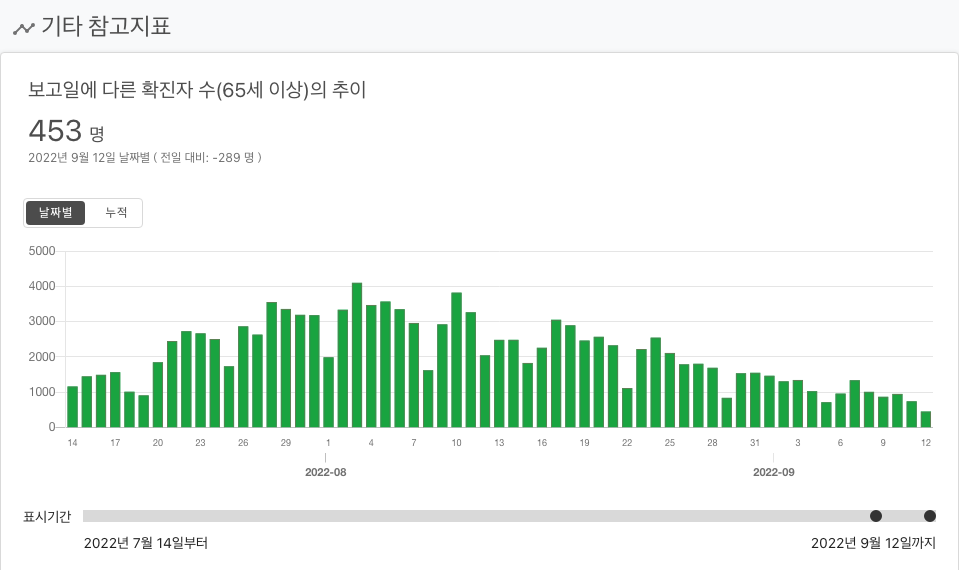 기타 참고지표
보고일에 다른 확진자 수(65세 이상)의 추이
453 명
2022년 9월 12일 날짜별 ( 전일 대비: -289 명 )
날짜별 누적
5000
4000
3000
2000
1000
0
14 17 20 23 26 29 1 4 7 10 13 16 19 22 25 28 31 3 6 9 12
2022-08 2022-09
표시기간
2022년 7월 14일부터 2022년 9월 12일까지